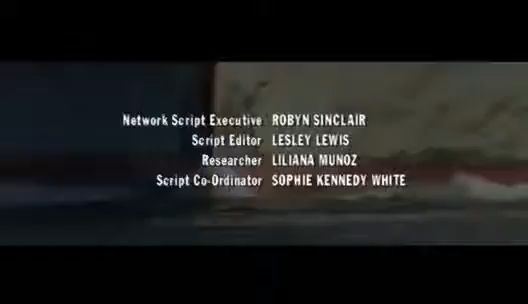 Network Script Executive ROBYN SINCLAIR
Script Editor LESLEY LEWIS
Researcher LILIANA MUNOZ
Script Co-Ordinator SOPHIE KENNEDY WHITE